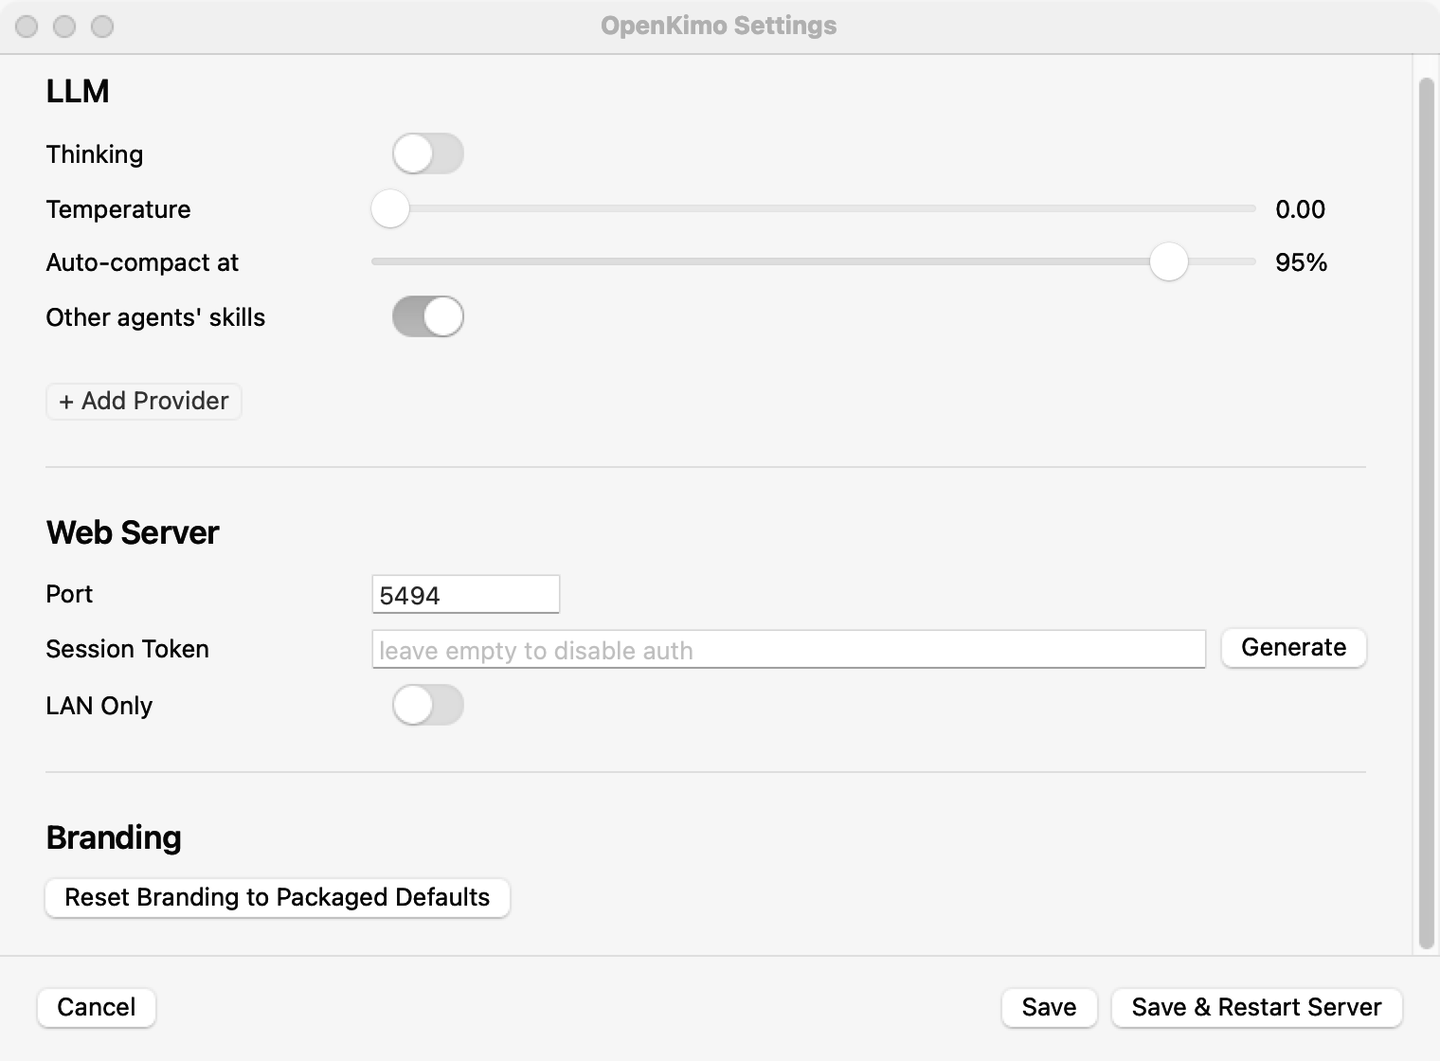 OpenKimo Settings
LLM
Thinking
Temperature 0.00
Auto-compact at 95%
Other agents' skills
+ Add Provider
Web Server
Port 5494
Session Token leave empty to disable auth Generate
LAN Only
Branding
Reset Branding to Packaged Defaults
Cancel Save Save & Restart Server